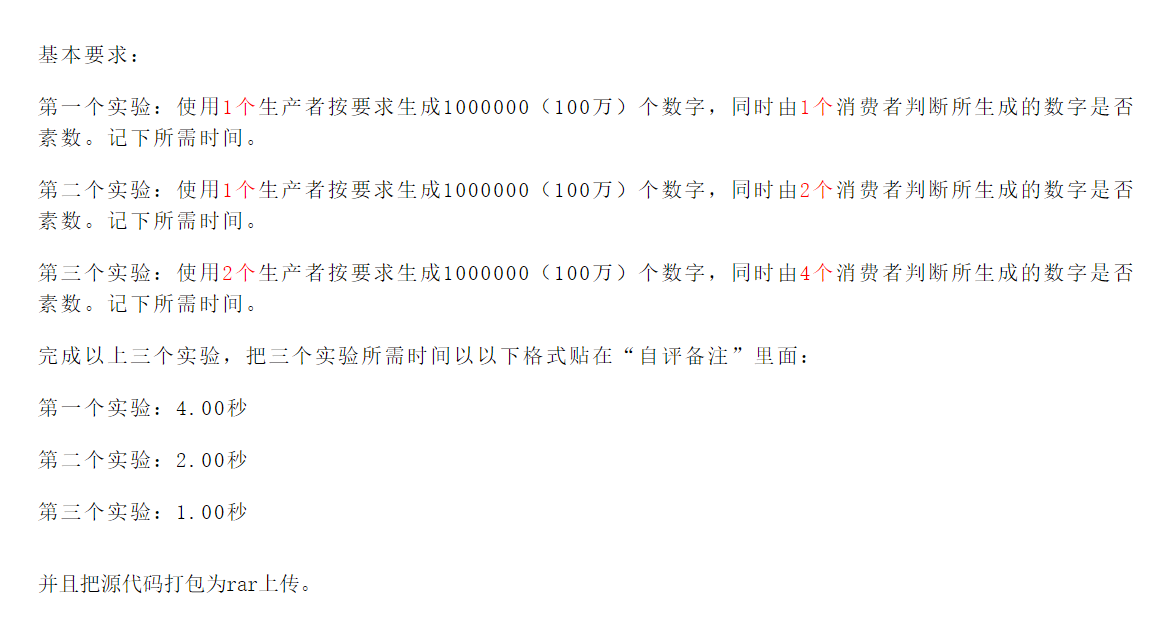 基本要求：
第一个实验：使用1个生产者按要求生成1000000（100万）个数字，同时由1个消费者判断所生成的数字是否
素数。记下所需时间。
第二个实验：使用1个生产者按要求生成1000000（100万）个数字，同时由2个消费者判断所生成的数字是否
素数。记下所需时间。
第三个实验：使用2个生产者按要求生成1000000（100万）个数字，同时由4个消费者判断所生成的数字是否
素数。记下所需时间。
完成以上三个实验，把三个实验所需时间以以下格式贴在“自评备注”里面：
第一个实验：4.00秒
第二个实验：2.00秒
第三个实验：1.00秒
并且把源代码打包为rar上传。